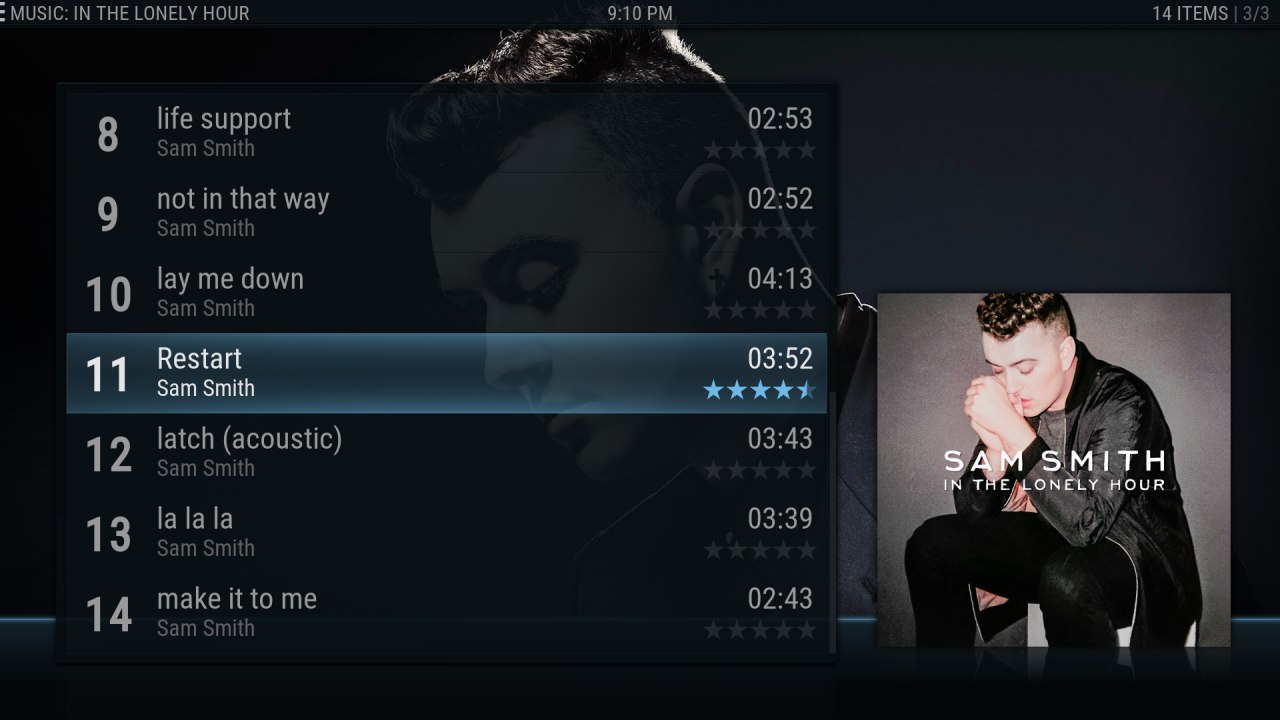 MUSIC: IN THE LONELY HOUR
9:10 PM
14 ITEMS | 3/3
8
life support
02:53
Sam Smith
9
not in that way
02:52
Sam Smith
10
lay me down
04:13
Sam Smith
11
Restart
03:52
Sam Smith
12
latch (acoustic)
03:43
Sam Smith
13
la la la
03:39
Sam Smith
14
make it to me
02:43
Sam Smith
SAM SMITH
IN THE LONELY HOUR